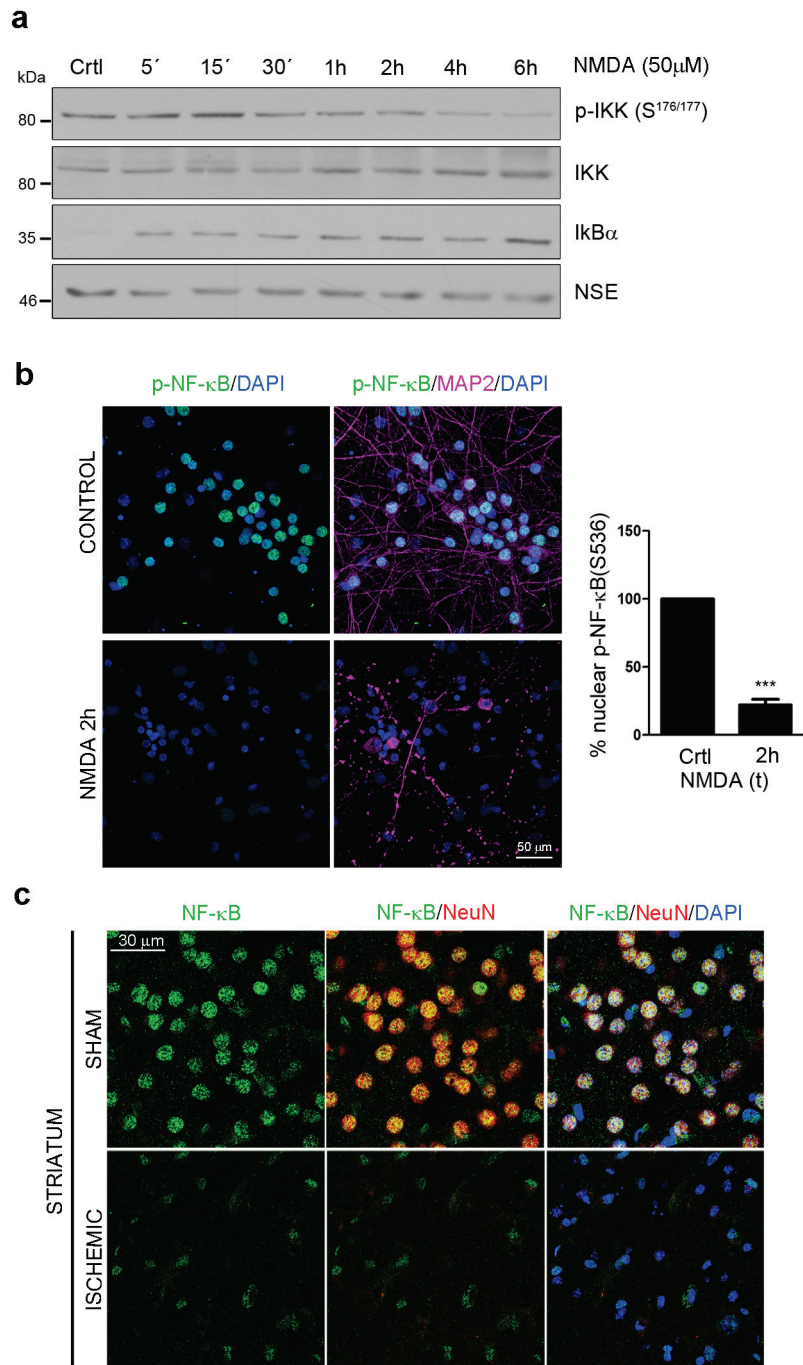 a
Crtl 5´ 15´ 30´ 1h 2h 4h 6h NMDA (50μM)
kDa
80 p-IKK (S176/177)
80 IKK
35 IkBα
46 NSE
b
p-NF-κB/DAPI p-NF-κB/MAP2/DAPI
CONTROL
NMDA 2h
50 μm
% nuclear p-NF-κB(S536)
150
100
50
0
***
Crtl 2h
NMDA (t)
c
NF-κB NF-κB/NeuN NF-κB/NeuN/DAPI
30 μm
STRIATUM
SHAM
ISCHEMIC